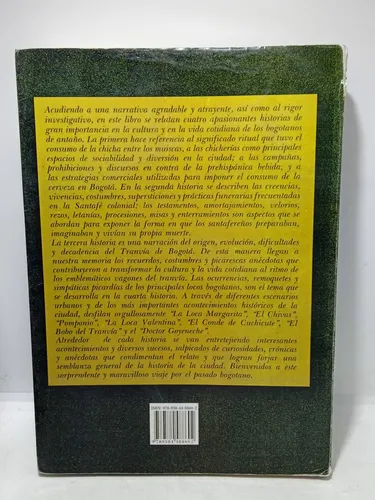 Acudiendo a una narrativa agradable y atrayente, así como al rigor
investigativo, en este libro se relatan cuatro apasionantes historias de
gran importancia en la cultura y en la vida cotidiana de los bogotanos
de antaño. La primera hace referencia al significado ritual que tuvo el
consumo de la chicha entre los muiscas, a las chicherías como principales
espacios de sociabilidad y diversión en la ciudad; a las campañas,
prohibiciones y discursos en contra de la prehispánica bebida, y a
las estrategias comerciales utilizadas para imponer el consumo de la
cerveza en Bogotá. En la segunda historia se describen las creencias,
vivencias, costumbres, supersticiones y prácticas funerarias frecuentadas
en la Santafé colonial; los testamentos, amortajamientos, velorios,
rezos, letanías, procesiones, misas y enterramientos son aspectos que se
abordan para exponer la forma en que los santafereños preparaban,
imaginaban y vivían su propia muerte.
La tercera historia es una narración del origen, evolución, dificultades
y decadencia del Tranvía de Bogotá: De esta manera llegan a
nuestra memoria los recuerdos, costumbres y picarescas anécdotas que
contribuyeron a transformar la cultura y la vida cotidiana al ritmo de
los emblemáticos vagones del tranvía. Las ocurrencias, remoquetes y
simpáticas picardías de los principales locos bogotanos, son el tema que
se desarrolla en la cuarta historia. A través de diferentes escenarios
urbanos y de los más importantes acontecimientos históricos de la
ciudad, desfilan orgullosamente "La Loca Margarita", "El Chivas",
"Pomponio", "La Loca Valentina", "El Conde de Cuchicute", "El
Bobo del Tranvía" y el "Doctor Goyeneche".
Alrededor de cada historia se van entretejiendo interesantes
acontecimientos y diversos sucesos, salpicados de curiosidades, crónicas
y anécdotas que condimentan el relato y que logran forjar una
semblanza general de la historia de la ciudad. Bienvenidos a este
sorprendente y maravilloso viaje por el pasado bogotano.